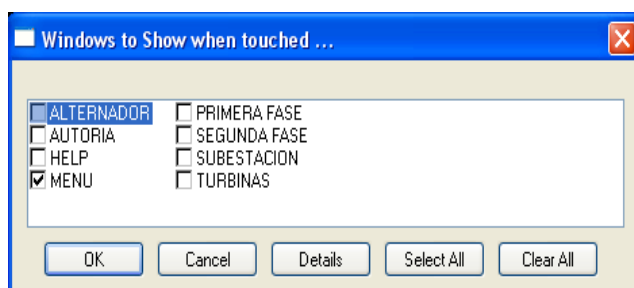 Windows to Show when touched ...
ALTERNADOR
AUTORIA
HELP
MENU
PRIMERA FASE
SEGUNDA FASE
SUBESTACION
TURBINAS
OK Cancel Details Select All Clear All